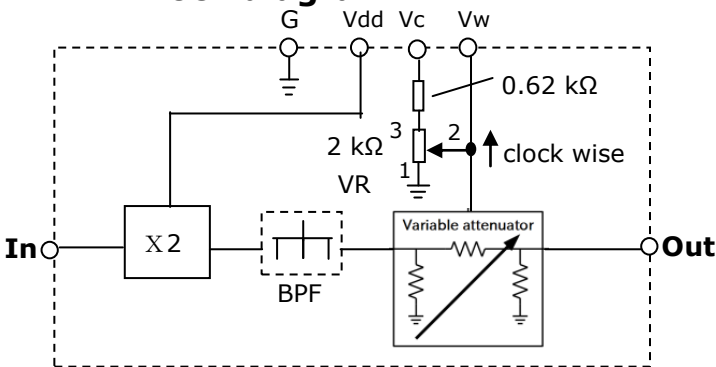 G Vdd Vc Vw
0.62 kΩ
3
2 kΩ
2
clock wise
1
VR
In
X2
BPF
Variable attenuator
Out